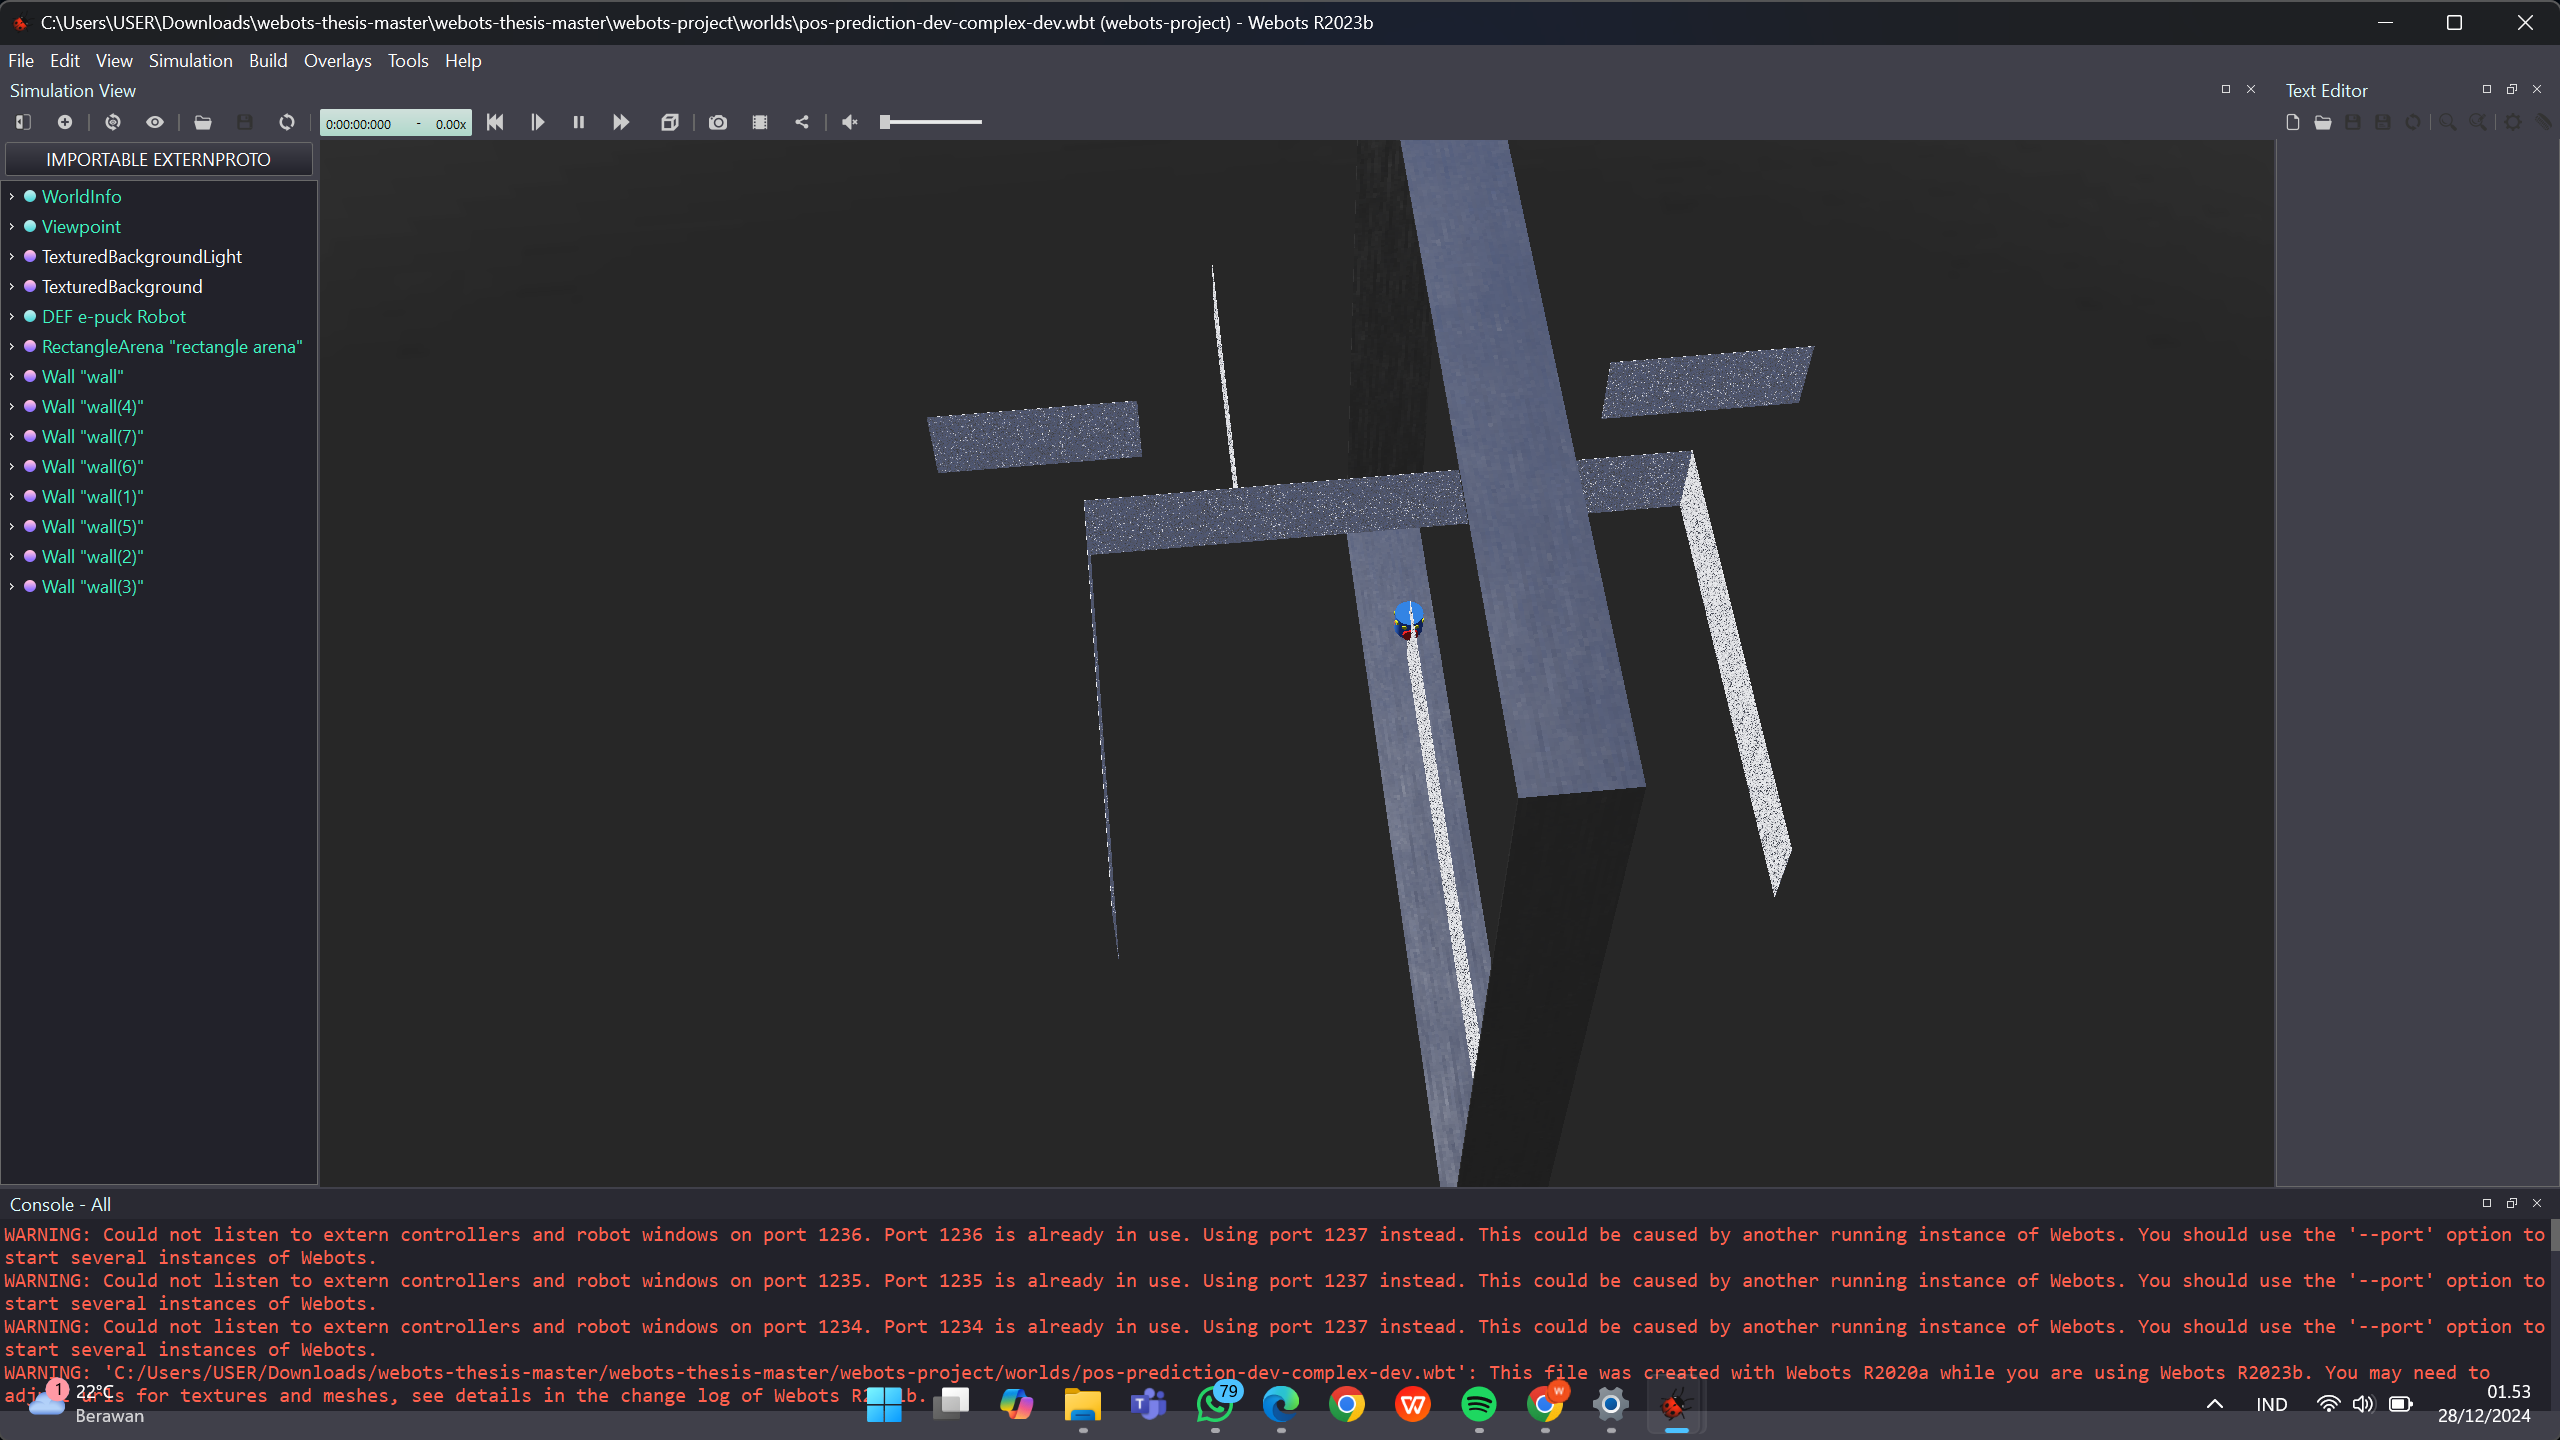 C:\Users\USER\Downloads\webots-thesis-master\webots-thesis-master\webots-project\worlds\pos-prediction-dev-complex-dev.wbt (webots-project) - Webots R2023b
File Edit View Simulation Build Overlays Tools Help
Simulation View
Text Editor
0:00:00:000 - 0.00x
IMPORTABLE EXTERNPROTO
WorldInfo
Viewpoint
TexturedBackgroundLight
TexturedBackground
DEF e-puck Robot
RectangleArena "rectangle arena"
Wall "wall"
Wall "wall(4)"
Wall "wall(7)"
Wall "wall(6)"
Wall "wall(1)"
Wall "wall(5)"
Wall "wall(2)"
Wall "wall(3)"
Console - All
WARNING: Could not listen to extern controllers and robot windows on port 1236. Port 1236 is already in use. Using port 1237 instead. This could be caused by another running instance of Webots. You should use the '--port' option to
start several instances of Webots.
WARNING: Could not listen to extern controllers and robot windows on port 1235. Port 1235 is already in use. Using port 1237 instead. This could be caused by another running instance of Webots. You should use the '--port' option to
start several instances of Webots.
WARNING: Could not listen to extern controllers and robot windows on port 1234. Port 1234 is already in use. Using port 1237 instead. This could be caused by another running instance of Webots. You should use the '--port' option to
start several instances of Webots.
WARNING: 'C:/Users/USER/Downloads/webots-thesis-master/webots-thesis-master/webots-project/worlds/pos-prediction-dev-complex-dev.wbt': This file was created with Webots R2020a while you are using Webots R2023b. You may need to
for textures and meshes, see details in the change log of Webots
1
22°C
Berawan
79
W
IND
01.53
28/12/2024